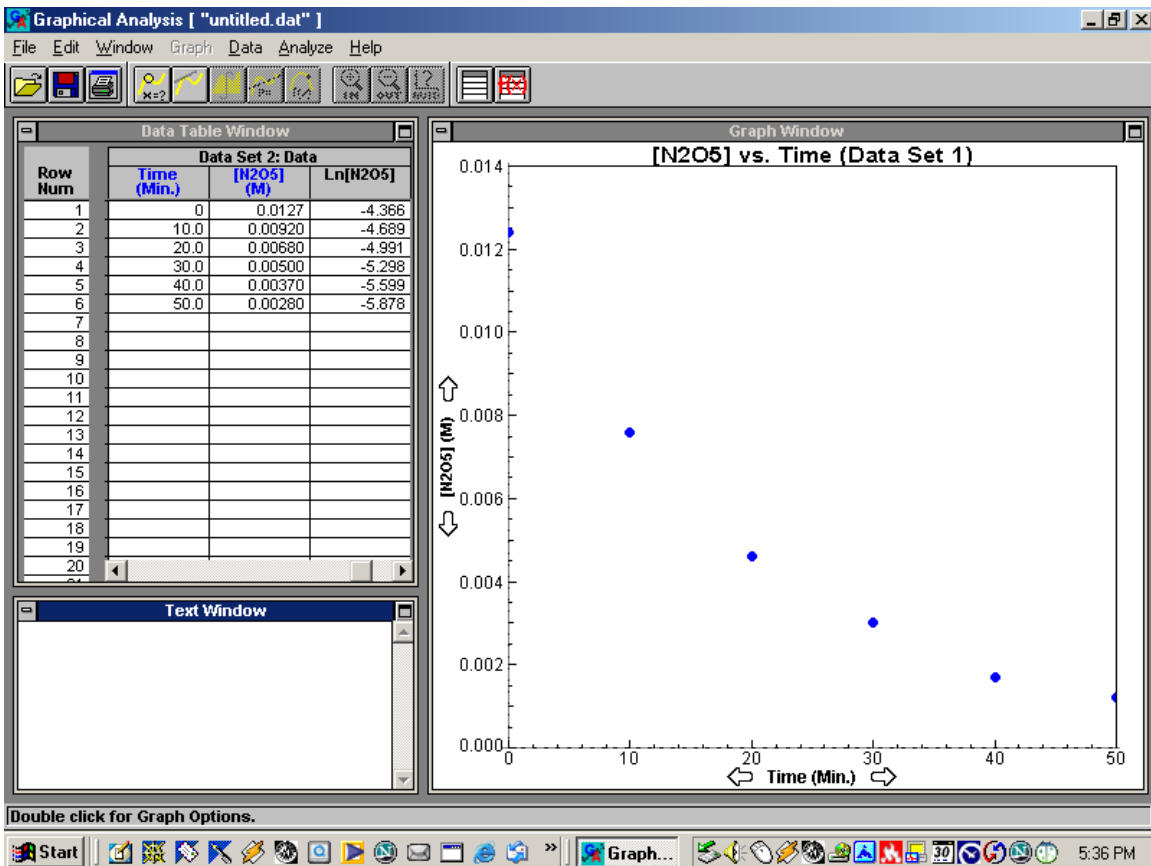 Graphical Analysis [ "untitled.dat" ]
File Edit Window Graph Data Analyze Help
X=? IN OUT f(x)
Data Table Window
Data Set 2: Data
Row Num Time (Min.) [N2O5] (M) Ln[N2O5]
1 0 0.0127 -4.366
2 10.0 0.00920 -4.689
3 20.0 0.00680 -4.991
4 30.0 0.00500 -5.298
5 40.0 0.00370 -5.599
6 50.0 0.00280 -5.878
7
8
9
10
11
12
13
14
15
16
17
18
19
20
Text Window
Graph Window
[N2O5] vs. Time (Data Set 1)
0.014
0.012
0.010
0.008
0.006
0.004
0.002
0.000
[N2O5] (M)
0 10 20 30 40 50
Time (Min.)
Double click for Graph Options.
Start » Graph... 30 5:36 PM